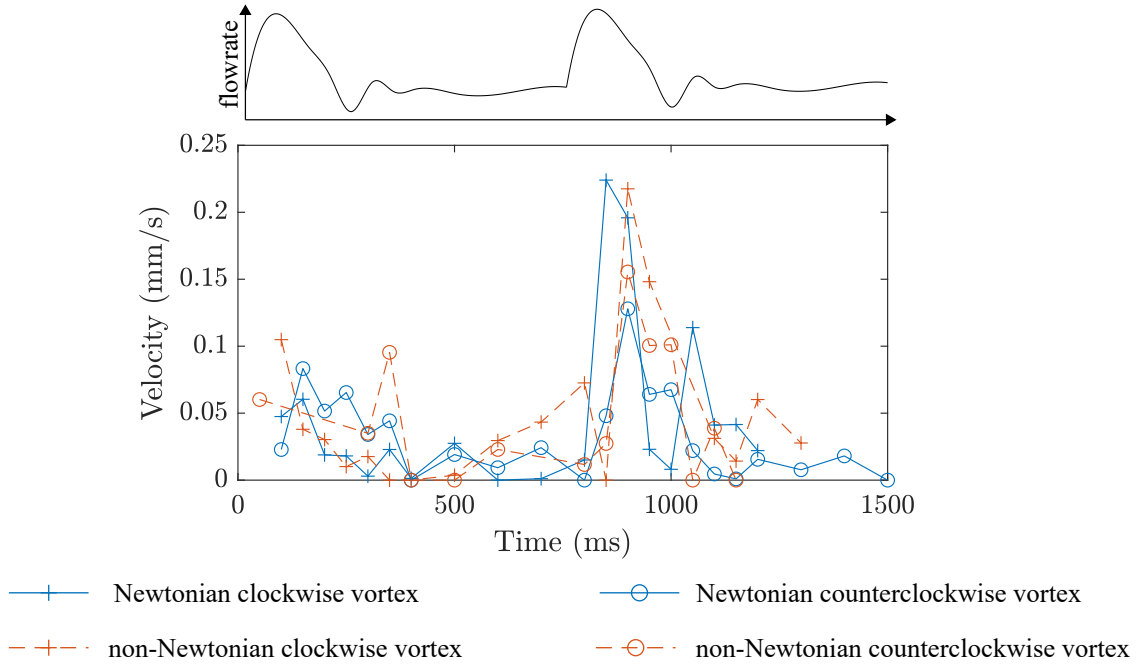 flowrate
0.25
0.2
0.15
0.1
0.05
0
Velocity (mm/s)
0 500 1000 1500
Time (ms)
Newtonian clockwise vortex Newtonian counterclockwise vortex
non-Newtonian clockwise vortex non-Newtonian counterclockwise vortex